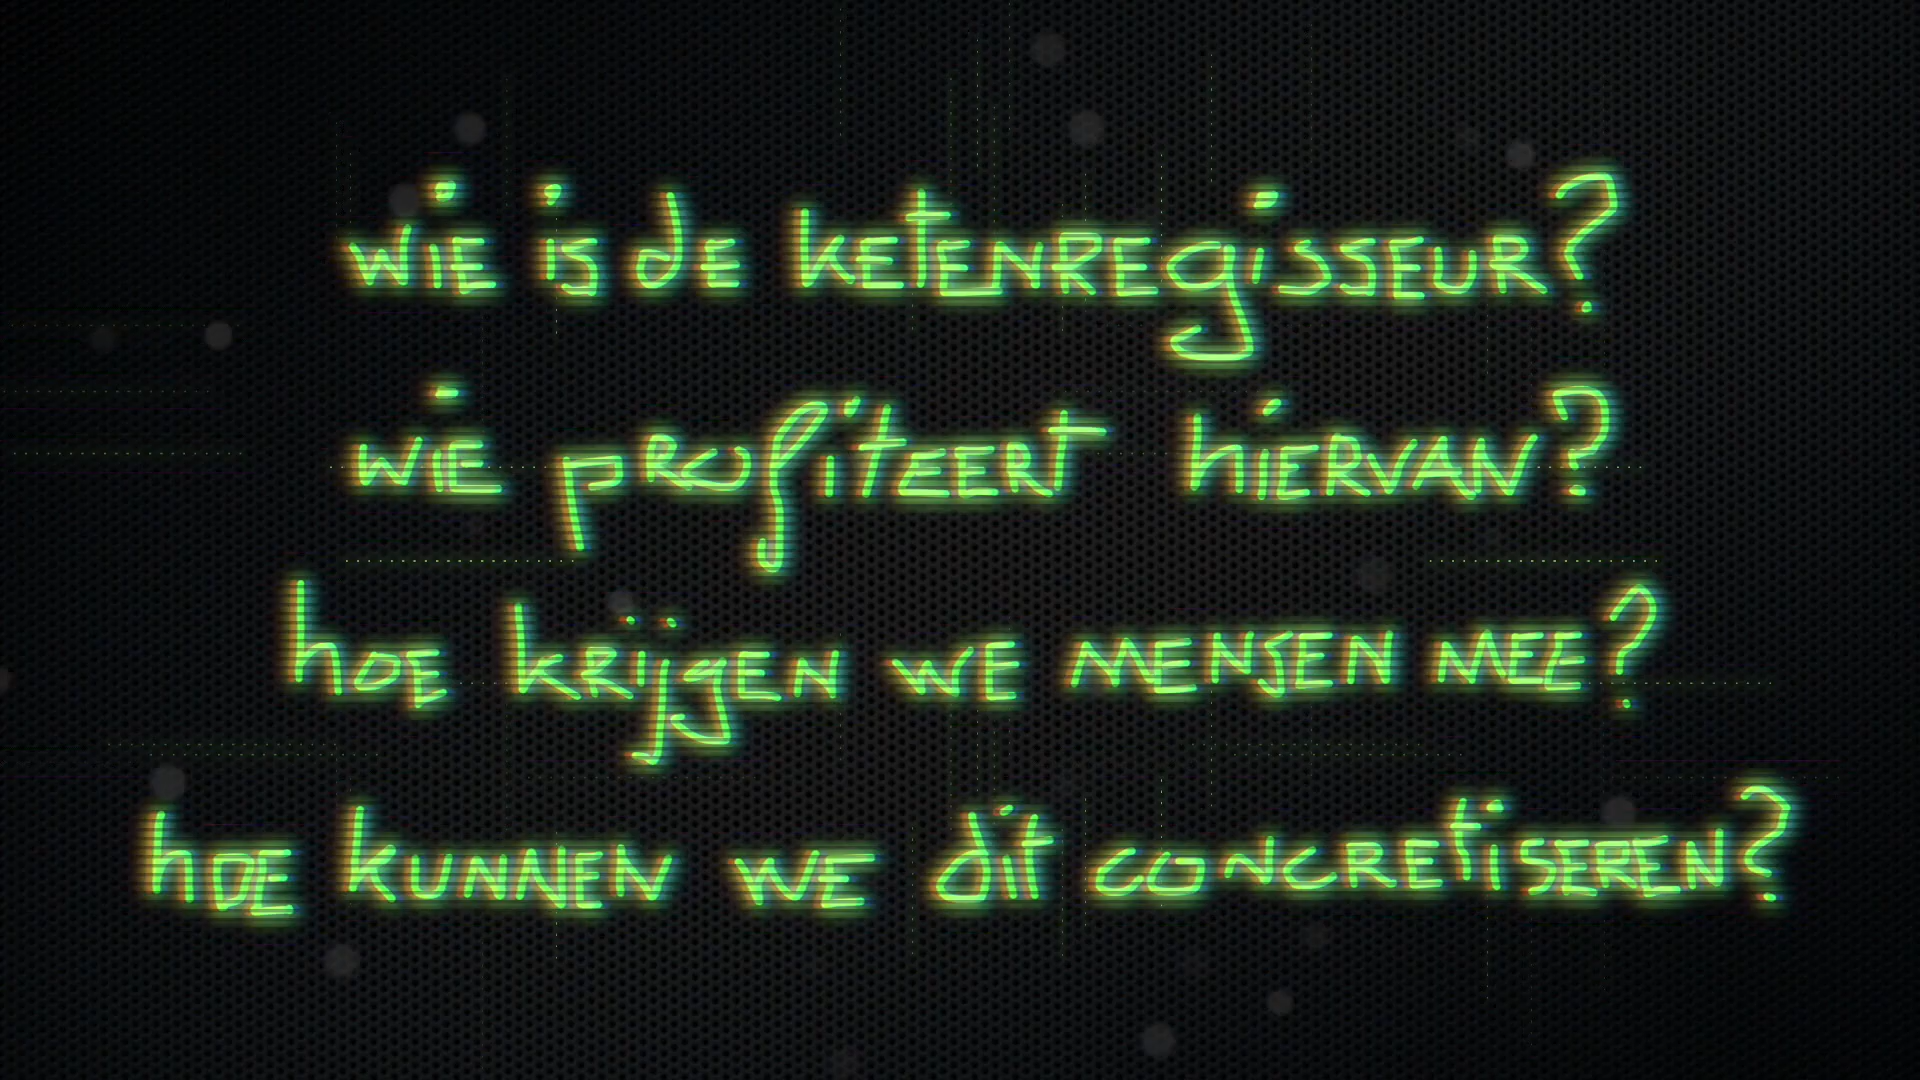 wie is de ketenregisseur?
wie profiteert hiervan?
hoe krijgen we mensen mee?
hoe kunnen we dit concretiseren?